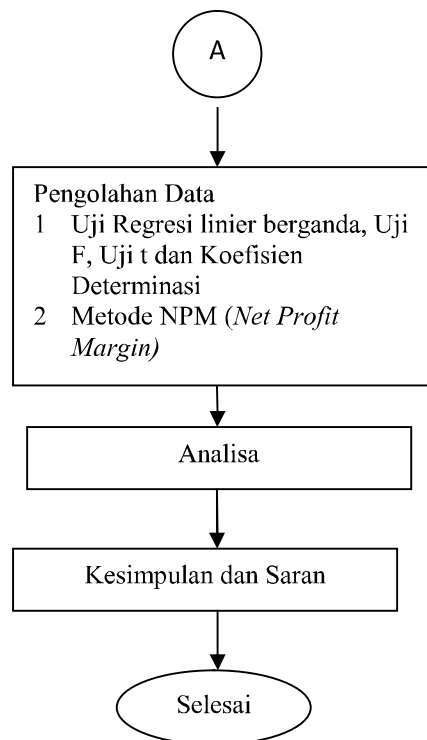 A
Pengolahan Data
1 Uji Regresi linier berganda, Uji
F, Uji t dan Koefisien
Determinasi
2 Metode NPM (Net Profit
Margin)
Analisa
Kesimpulan dan Saran
Selesai